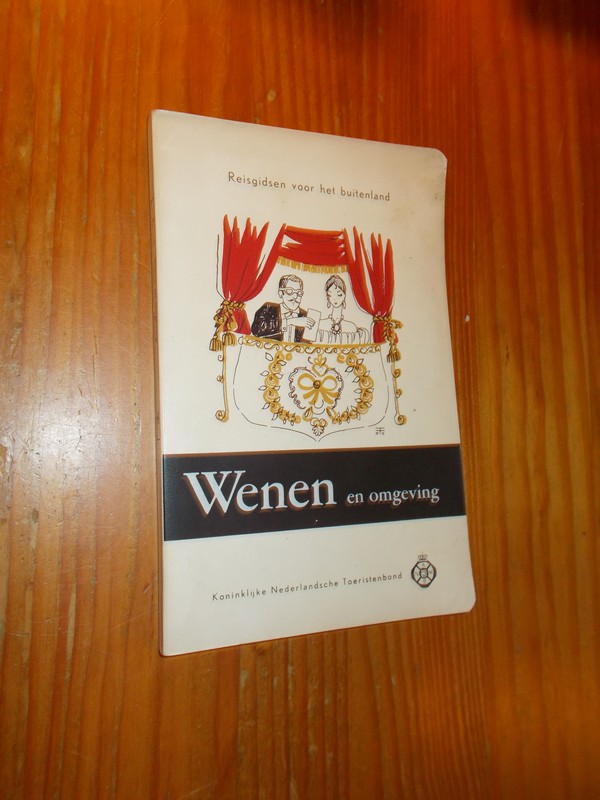 Reisgidsen voor het buitenland
Wenen en omgeving
Koninklijke Nederlandsche Toeristenbond